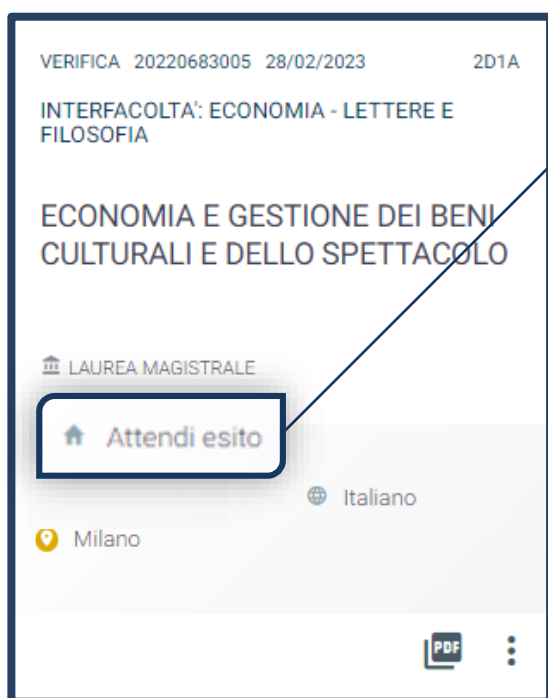 VERIFICA 20220683005 28/02/2023 2D1A
INTERFACOLTA': ECONOMIA - LETTERE E
FILOSOFIA
ECONOMIA E GESTIONE DEI BENI
CULTURALI E DELLO SPETTACOLO
LAUREA MAGISTRALE
Attendi esito
Italiano
Milano
PDF